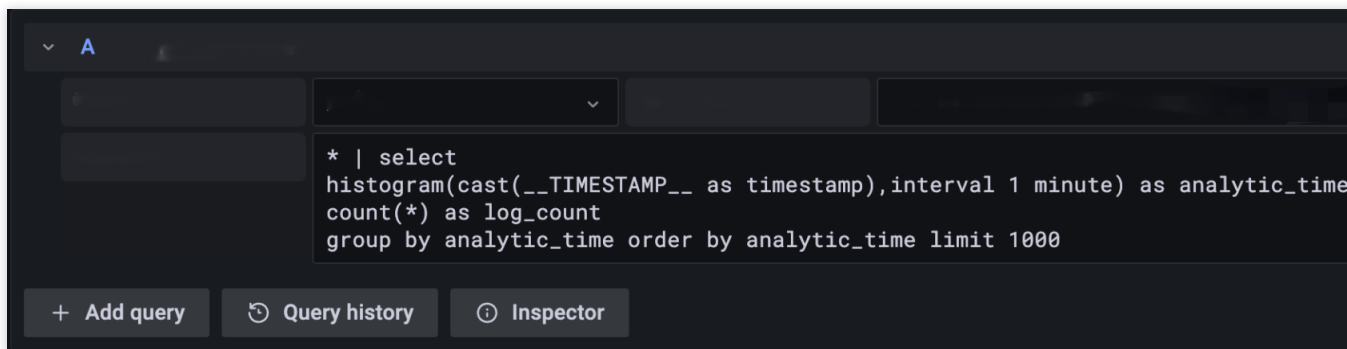 A
* | select
histogram(cast(__TIMESTAMP__ as timestamp),interval 1 minute) as analytic_time
count(*) as log_count
group by analytic_time order by analytic_time limit 1000
+ Add query Query history Inspector